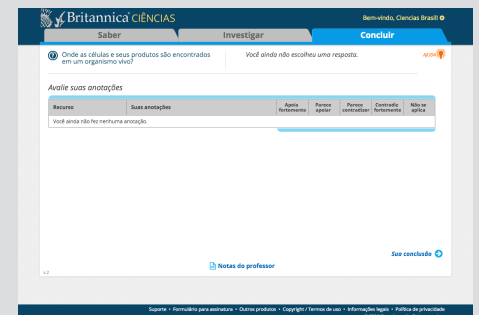 Britannica® CIÊNCIAS
Bem-vindo, Ciencias Brasil!
Saber
Investigar
Concluir
Onde as células e seus produtos são encontrados
em um organismo vivo?
Você ainda não escolheu uma resposta.
Ajuda
Avalie suas anotações
Recurso Suas anotações Apoia fortemente Parece apoiar Parece contradizer Contradiz fortemente Não se aplica
Você ainda não fez nenhuma anotação.
Sua conclusão
Notas do professor
v.2
Suporte • Formulário para assinatura • Outros produtos • Copyright / Termos de uso • Informações legais • Política de privacidade